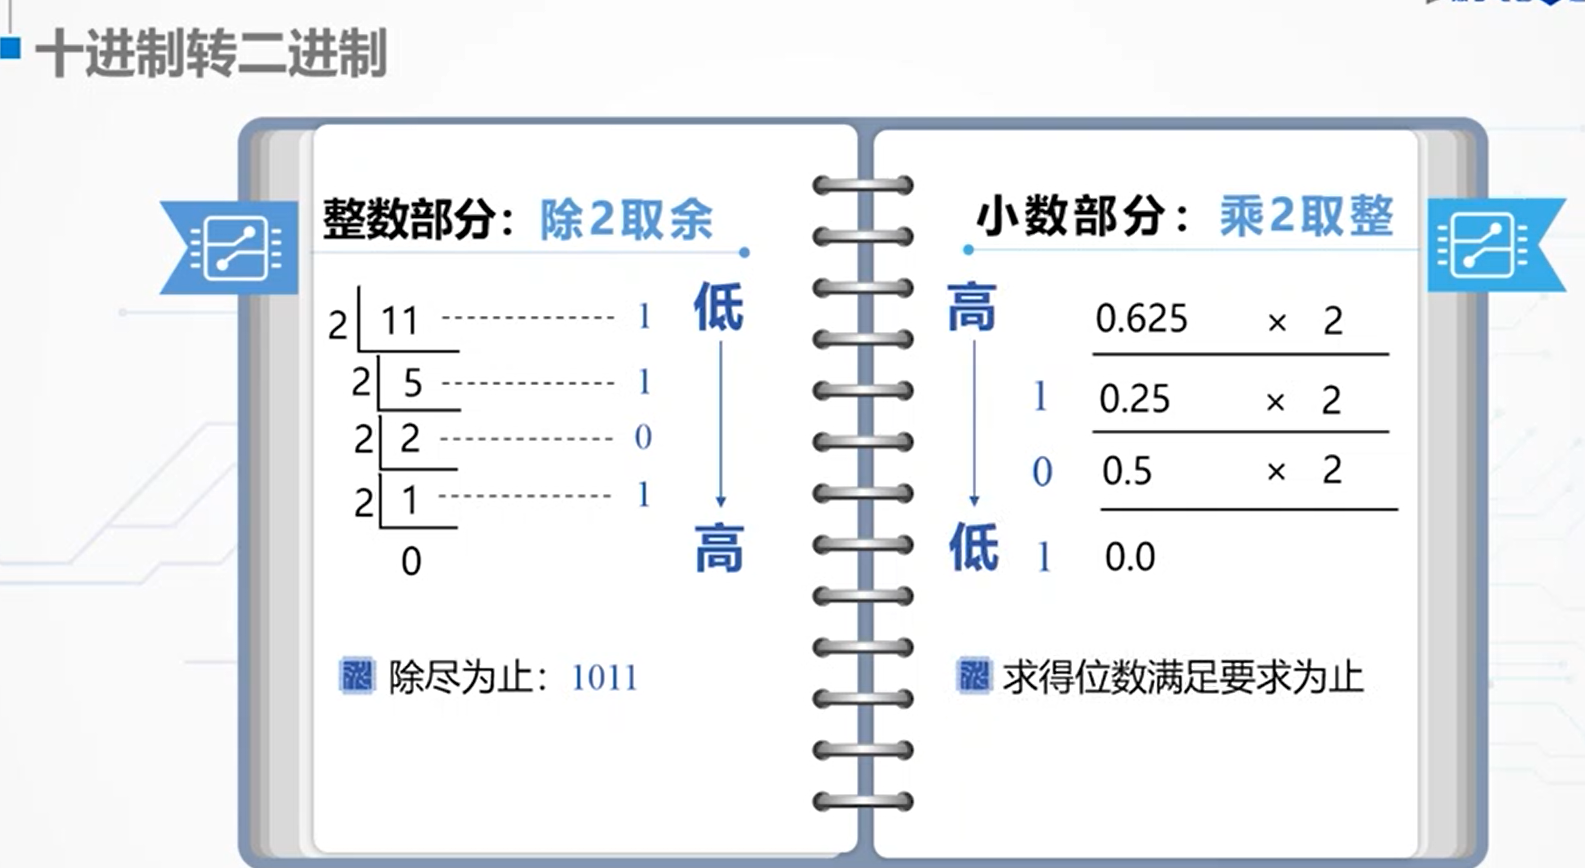 十进制转二进制
整数部分：除2取余
2 11 1 低
2 5 1
2 2 0
2 1 1
高
0
除尽为止：1011
小数部分：乘2取整
高 0.625 × 2
1 0.25 × 2
0 0.5 × 2
低 1 0.0
求得位数满足要求为止